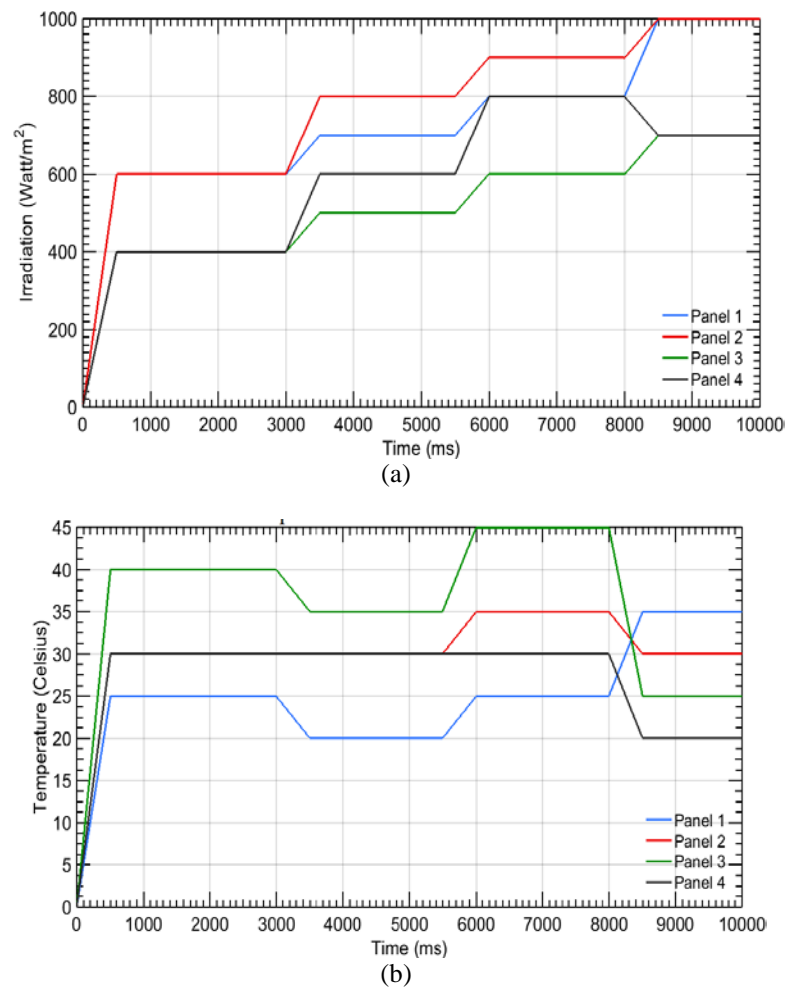 1000
800
600
400
200
0
Irradiation (Watt/m²)
Panel 1
Panel 2
Panel 3
Panel 4
0 1000 2000 3000 4000 5000 6000 7000 8000 9000 10000
Time (ms)
(a)
45
40
35
30
25
20
15
10
5
0
Temperature (Celsius)
Panel 1
Panel 2
Panel 3
Panel 4
0 1000 2000 3000 4000 5000 6000 7000 8000 9000 10000
Time (ms)
(b)